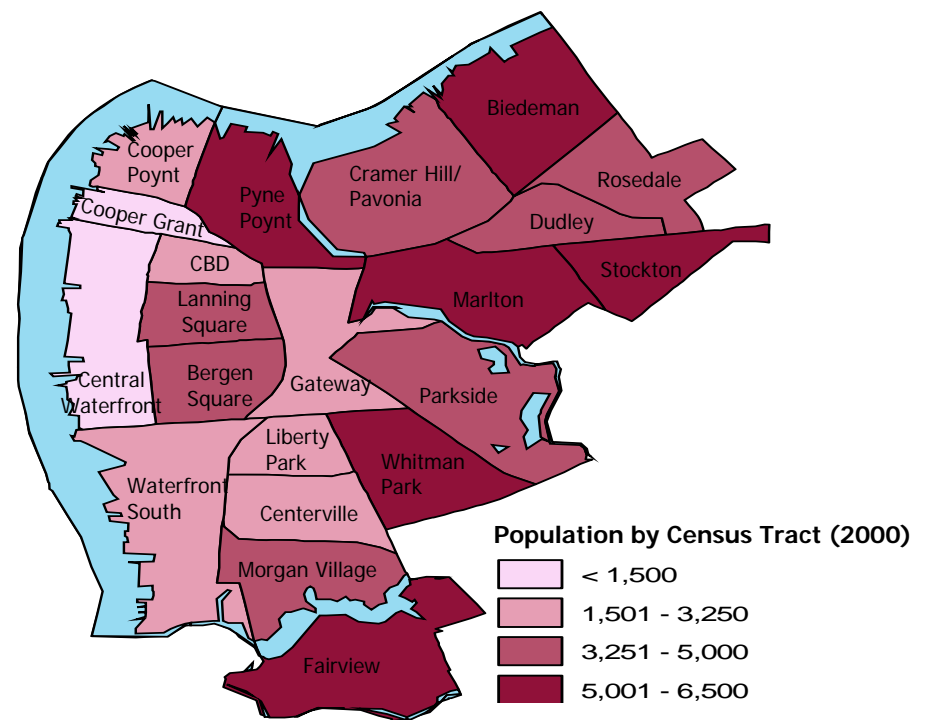 Biedeman
Cooper
Poynt
Cramer Hill/
Pavonia
Rosedale
Pyne
Poynt
Cooper Grant
Dudley
CBD
Stockton
Lanning
Square
Marlton
Central
Waterfront
Bergen
Square
Gateway
Parkside
Liberty
Park
Whitman
Park
Waterfront
South
Centerville
Morgan Village
Fairview
Population by Census Tract (2000)
< 1,500
1,501 - 3,250
3,251 - 5,000
5,001 - 6,500